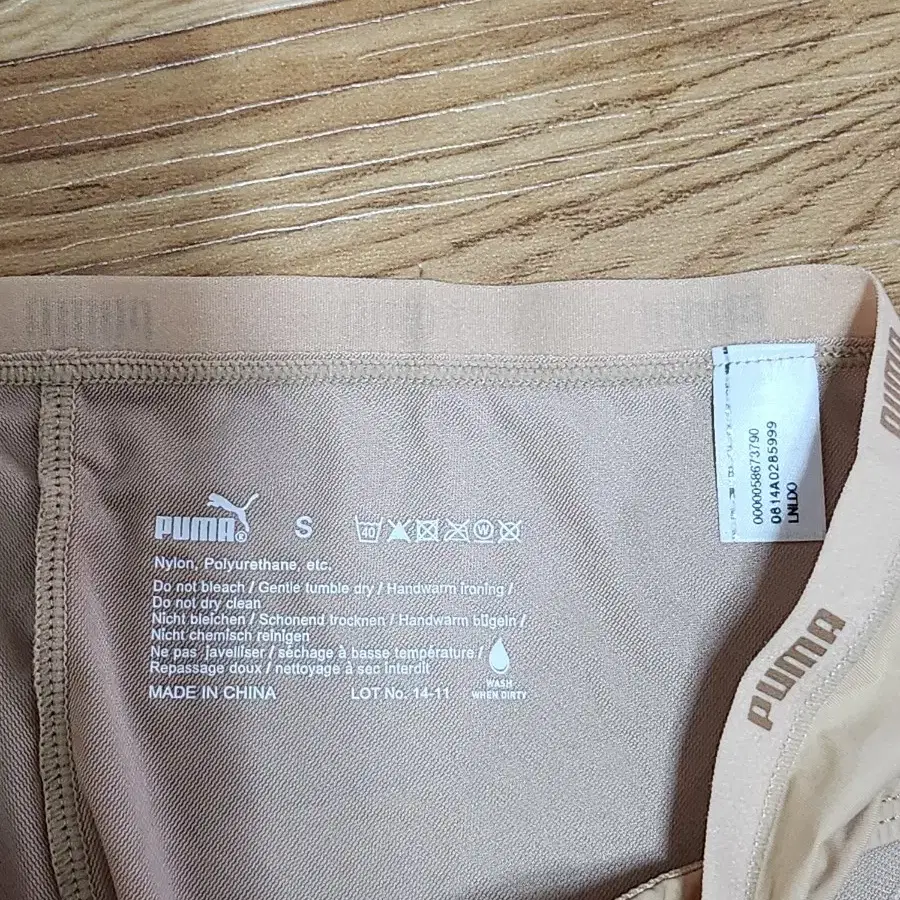 PUMA S
40 W
Nylon, Polyurethane, etc.
Do not bleach / Gentle tumble dry / Handwarm ironing /
Do not dry clean
Nicht bleichen / Schonend trocknen / Handwarm bügeln /
Nicht chemisch reinigen
Ne pas javelliser / séchage à basse température /
Repassage doux / nettoyage à sec interdit
WASH
WHEN DIRTY
MADE IN CHINA LOT No. 14-11
0000058673790
0814A0285999
LNLDO
PUMA
PUMA